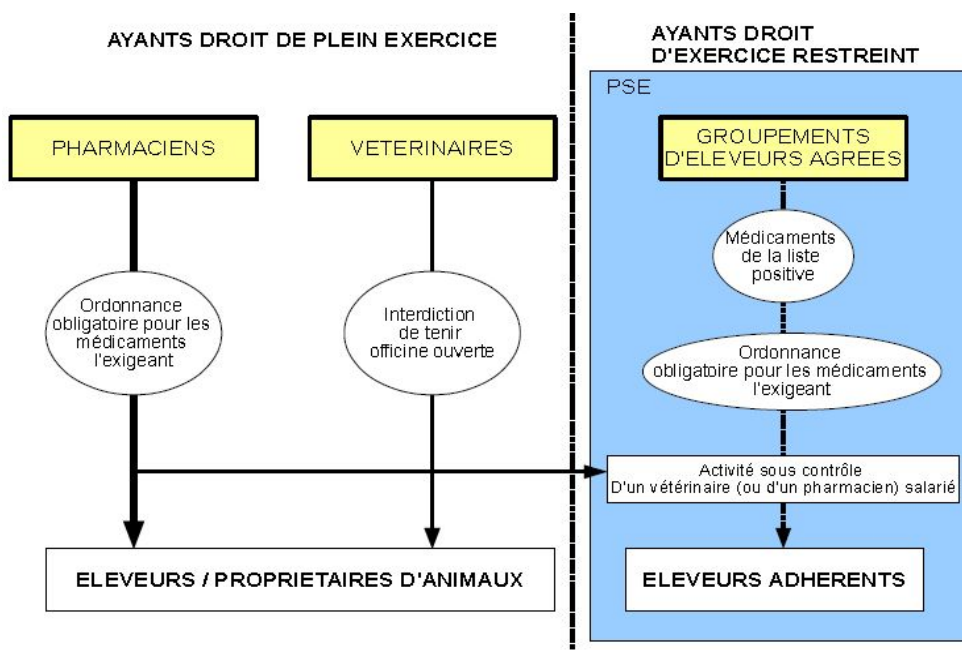 AYANTS DROIT DE PLEIN EXERCICE
AYANTS DROIT
D'EXERCICE RESTREINT
PSE
PHARMACIENS
VETERINAIRES
GROUPEMENTS
D'ELEVEURS AGREES
Médicaments
de la liste
positive
Ordonnance
obligatoire pour les
médicaments
l'exigeant
Interdiction
de tenir
officine ouverte
Ordonnance
obligatoire pour les médicaments
l'exigeant
Activité sous contrôle
D'un vétérinaire (ou d'un pharmacien) salarié
ELEVEURS / PROPRIETAIRES D'ANIMAUX
ELEVEURS ADHERENTS